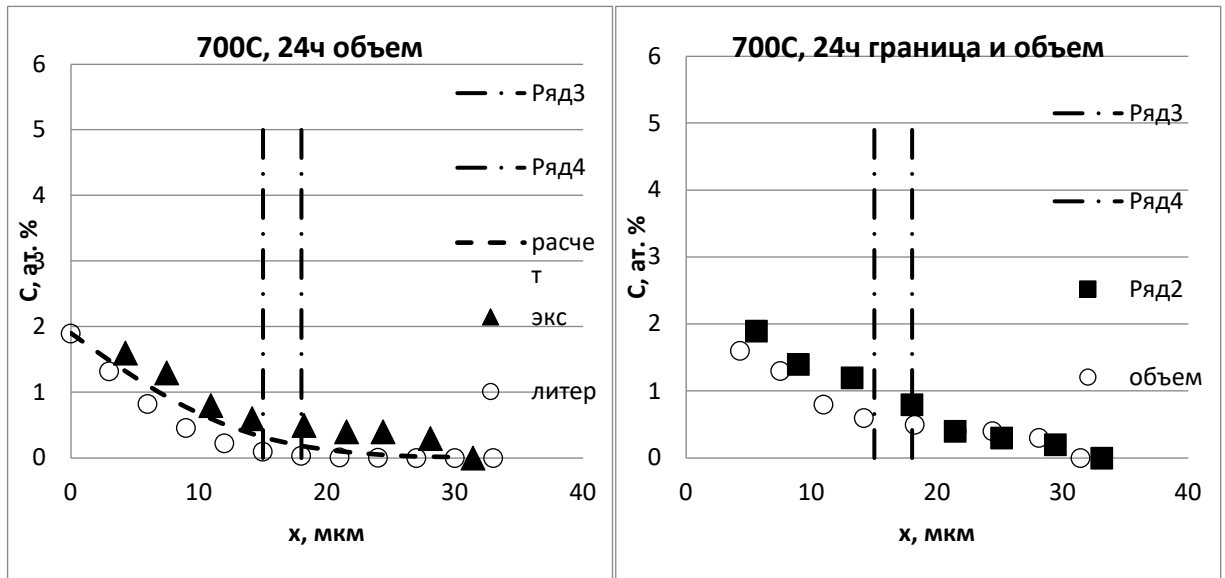 700C, 24ч объем
6
5
4
3
2
1
0
C, ат. %
0
10
20
30
40
x, мкм
Ряд3
Ряд4
расче
т
экс
литер
700C, 24ч граница и объем
6
5
4
3
2
1
0
C, ат. %
0
10
20
30
40
x, мкм
Ряд3
Ряд4
Ряд2
объем